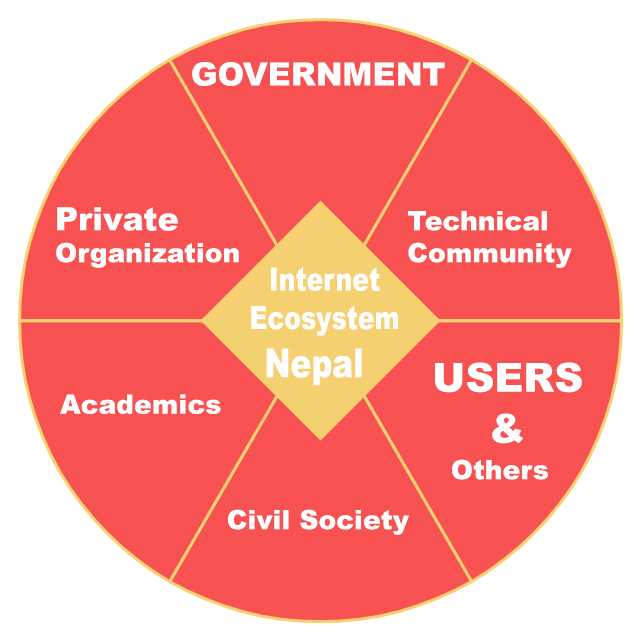 GOVERNMENT
Technical
Community
USERS
&
Others
Civil Society
Academics
Private
Organization
Internet
Ecosystem
Nepal